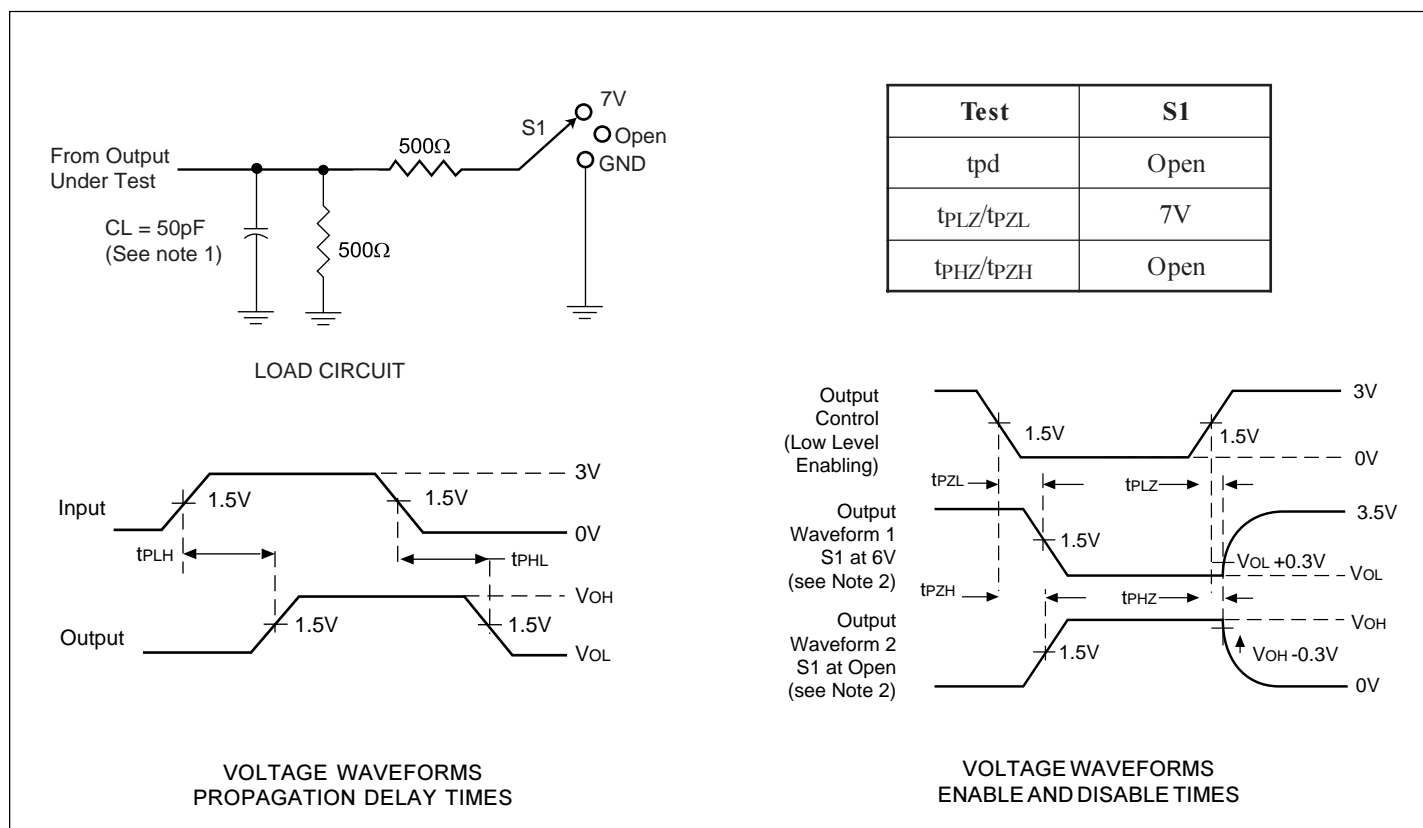 7V
S1
Open
GND
500Ω
From Output
Under Test
CL = 50pF
(See note 1)
500Ω
LOAD CIRCUIT
Test S1
tpd Open
tPLZ/tPZL 7V
tPHZ/tPZH Open
Input
1.5V
1.5V
3V
0V
tPLH
tPHL
Output
1.5V
1.5V
VOH
VOL
VOLTAGE WAVEFORMS
PROPAGATION DELAY TIMES
Output
Control
(Low Level
Enabling)
1.5V
1.5V
3V
0V
tPZL
tPLZ
Output
Waveform 1
S1 at 6V
(see Note 2)
1.5V
3.5V
VOL +0.3V
VOL
tPZH
tPHZ
Output
Waveform 2
S1 at Open
(see Note 2)
1.5V
VOH
VOH -0.3V
0V
VOLTAGE WAVEFORMS
ENABLE AND DISABLE TIMES